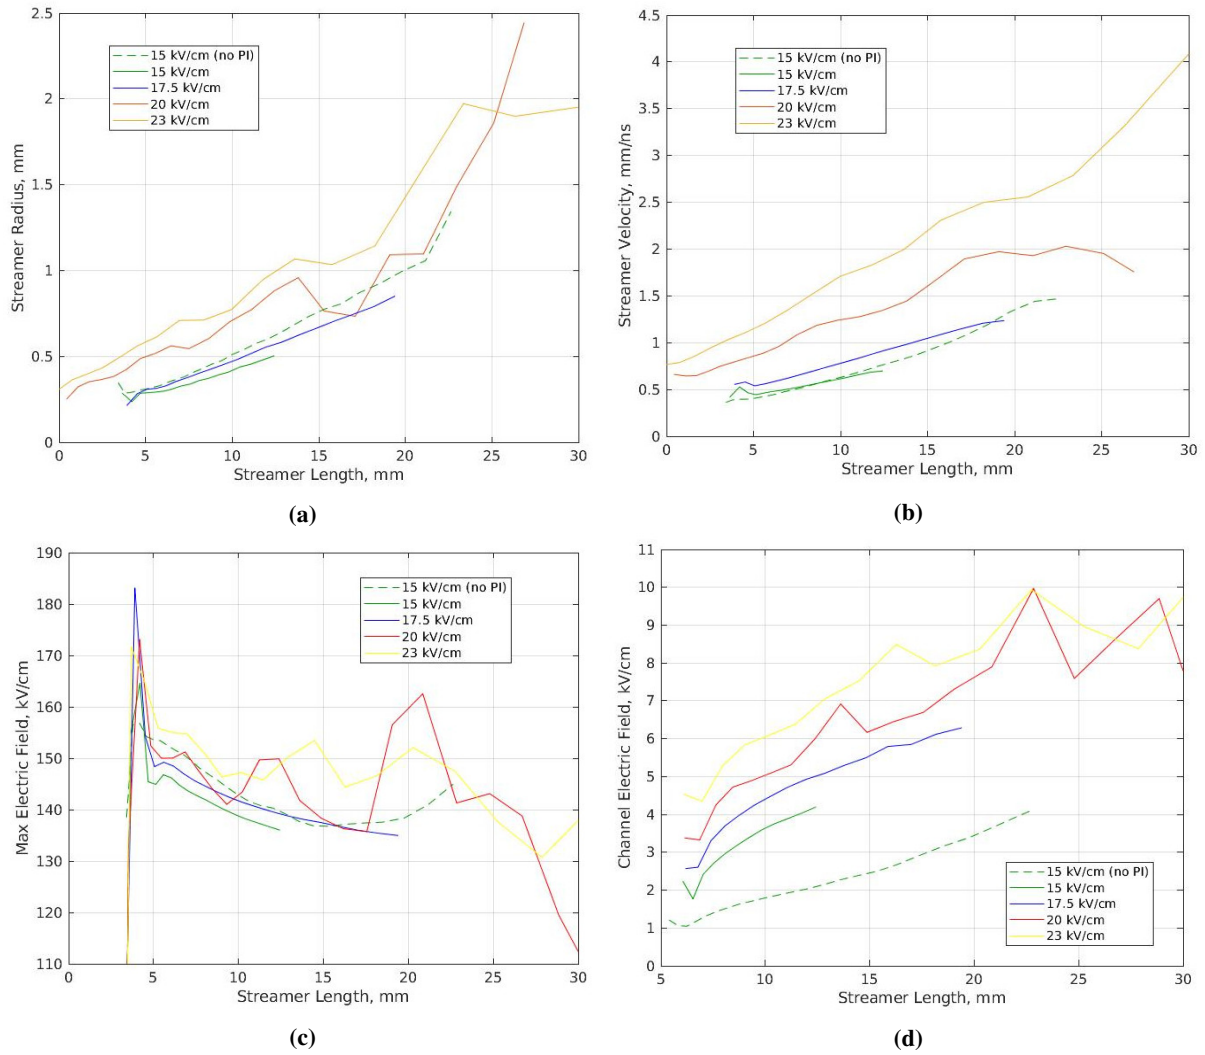 2.5
2
1.5
1
0.5
0
Streamer Radius, mm
15 kV/cm (no PI)
15 kV/cm
17.5 kV/cm
20 kV/cm
23 kV/cm
0 5 10 15 20 25 30
Streamer Length, mm
(a)
4.5
4
3.5
3
2.5
2
1.5
1
0.5
0
Streamer Velocity, mm/ns
15 kV/cm (no PI)
15 kV/cm
17.5 kV/cm
20 kV/cm
23 kV/cm
0 5 10 15 20 25 30
Streamer Length, mm
(b)
190
180
170
160
150
140
130
120
110
Max Electric Field, kV/cm
15 kV/cm (no PI)
15 kV/cm
17.5 kV/cm
20 kV/cm
23 kV/cm
0 5 10 15 20 25 30
Streamer Length, mm
(c)
11
10
9
8
7
6
5
4
3
2
1
0
Channel Electric Field, kV/cm
15 kV/cm (no PI)
15 kV/cm
17.5 kV/cm
20 kV/cm
23 kV/cm
5 10 15 20 25 30
Streamer Length, mm
(d)